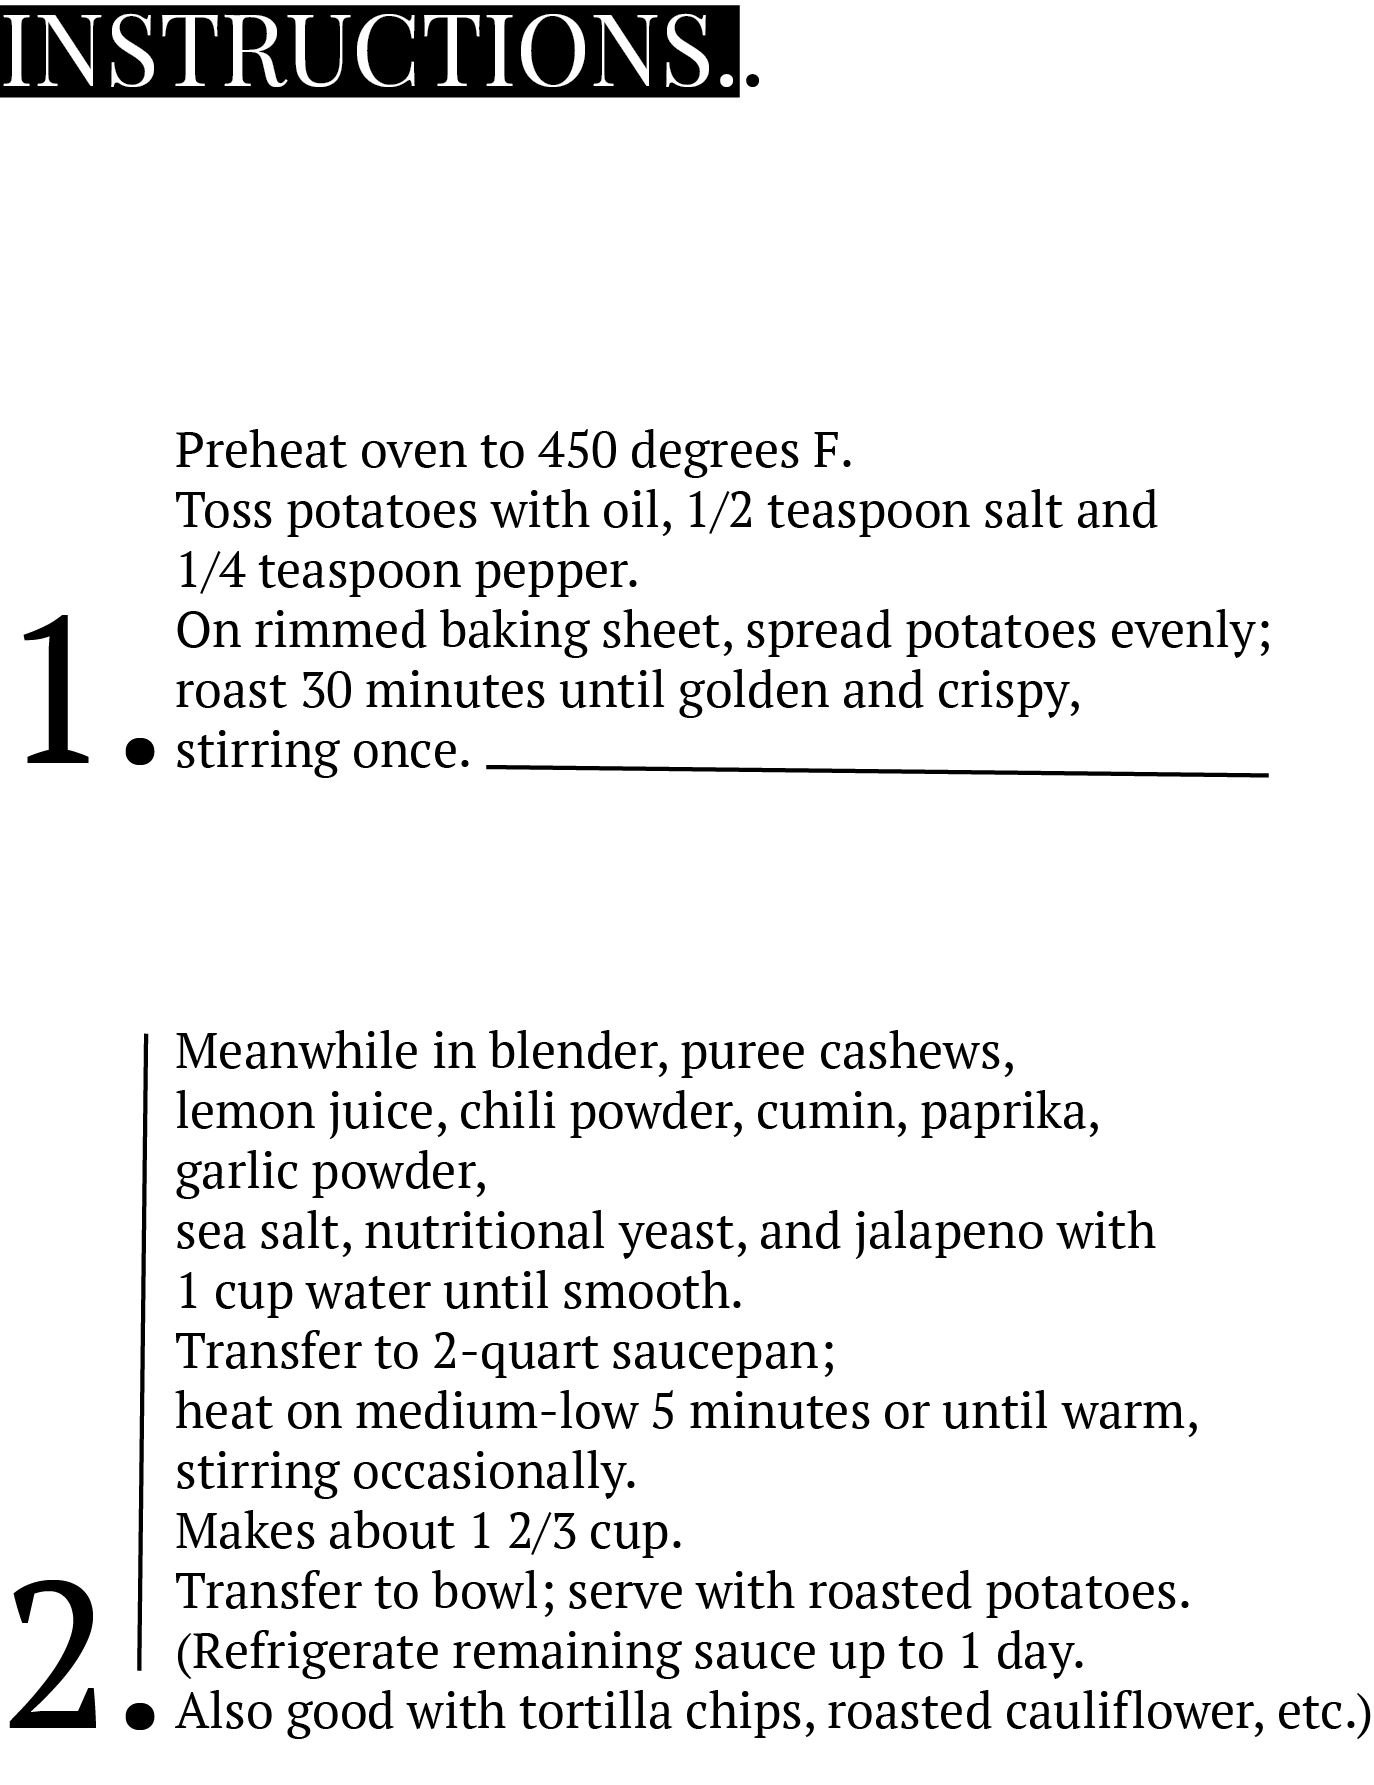 INSTRUCTIONS..
Preheat oven to 450 degrees F.
Toss potatoes with oil, 1/2 teaspoon salt and
1/4 teaspoon pepper.
On rimmed baking sheet, spread potatoes evenly;
roast 30 minutes until golden and crispy,
1. stirring once.
Meanwhile in blender, puree cashews,
lemon juice, chili powder, cumin, paprika,
garlic powder,
sea salt, nutritional yeast, and jalapeno with
1 cup water until smooth.
Transfer to 2-quart saucepan;
heat on medium-low 5 minutes or until warm,
stirring occasionally.
Makes about 1 2/3 cup.
Transfer to bowl; serve with roasted potatoes.
(Refrigerate remaining sauce up to 1 day.
2. Also good with tortilla chips, roasted cauliflower, etc.)